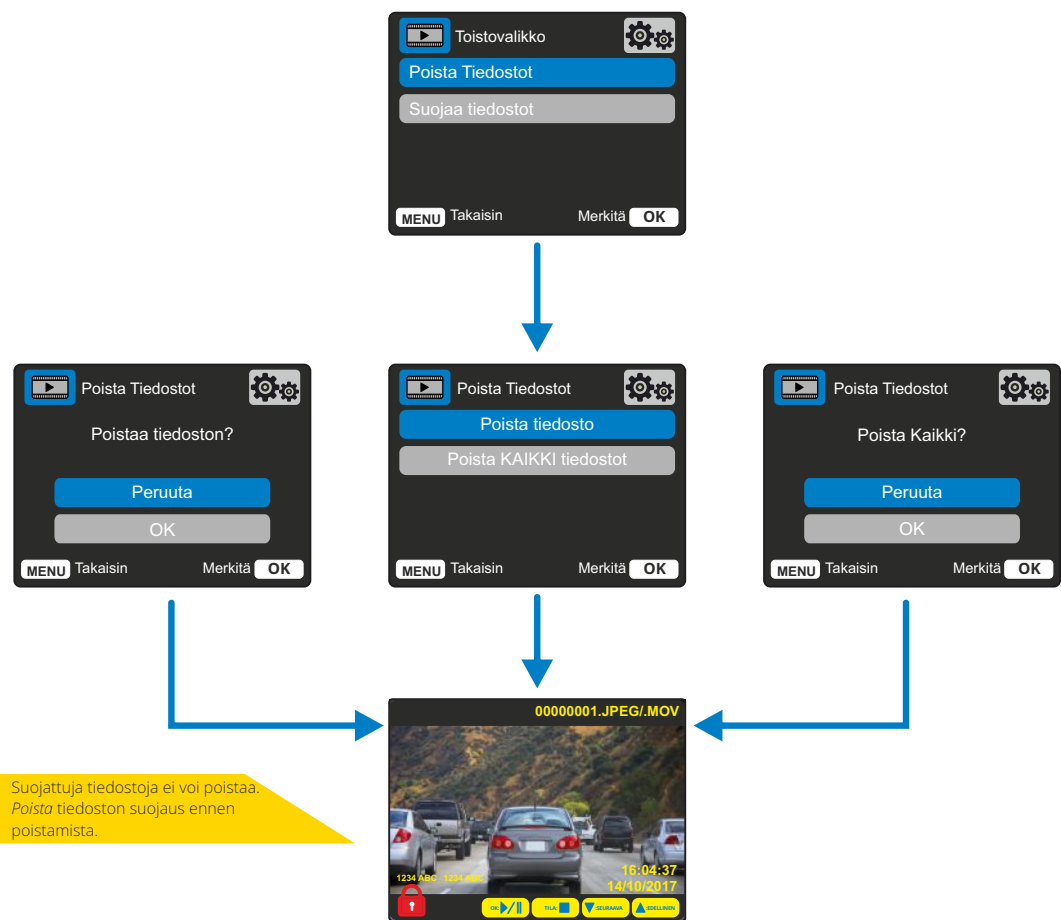 Toistovalikko
Poista Tiedostot
Suojaa tiedostot
MENU Takaisin Merkitä OK
Poista Tiedostot
Poistaa tiedoston?
Peruuta
OK
MENU Takaisin Merkitä OK
Poista Tiedostot
Poista tiedosto
Poista KAIKKI tiedostot
MENU Takaisin Merkitä OK
Poista Tiedostot
Poista Kaikki?
Peruuta
OK
MENU Takaisin Merkitä OK
00000001.JPEG/.MOV
16:04:37
1234 ABC 1234 ABC
14/10/2017
OK: TILA: :SEURAAVA :EDELLINEN
Suojattuja tiedostoja ei voi poistaa.
Poista tiedoston suojaus ennen
poistamista.